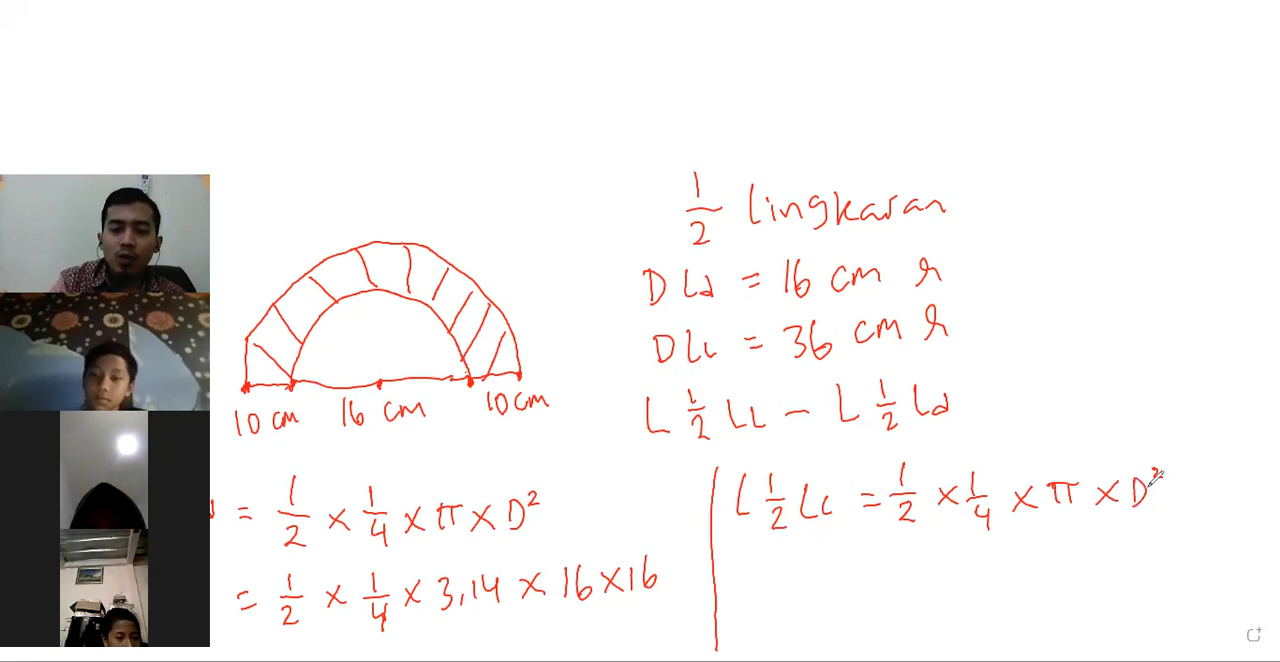 1/2 lingkaran
DLd = 16 cm
DLL = 36 cm
L 1/2 LL – L 1/2 Ld
10 cm 16 cm 10 cm
= 1/2 × 1/4 × π × D²
= 1/2 × 1/4 × 3,14 × 16 × 16
L 1/2 LL = 1/2 × 1/4 × π × D²